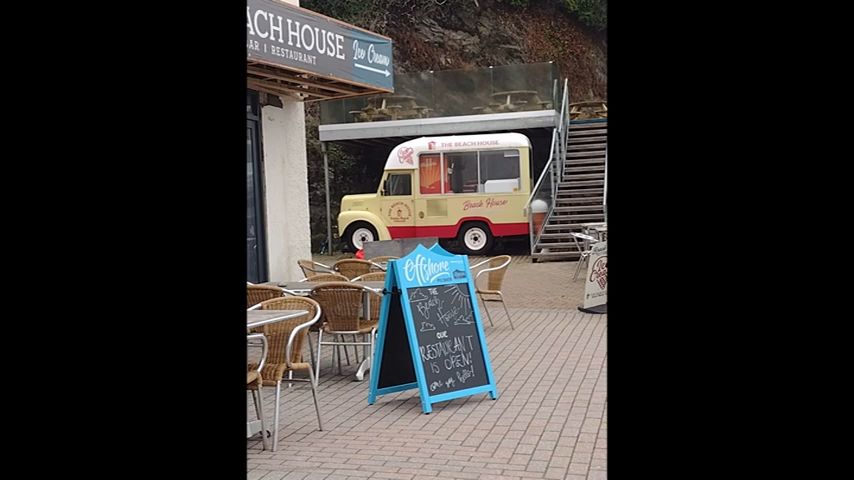 ACH HOUSE
AR | RESTAURANT
Ice Cream
THE BEACH HOUSE
Beach House
Offshore
THE
Beach
House
OUR
RESTAURANT
IS OPEN!